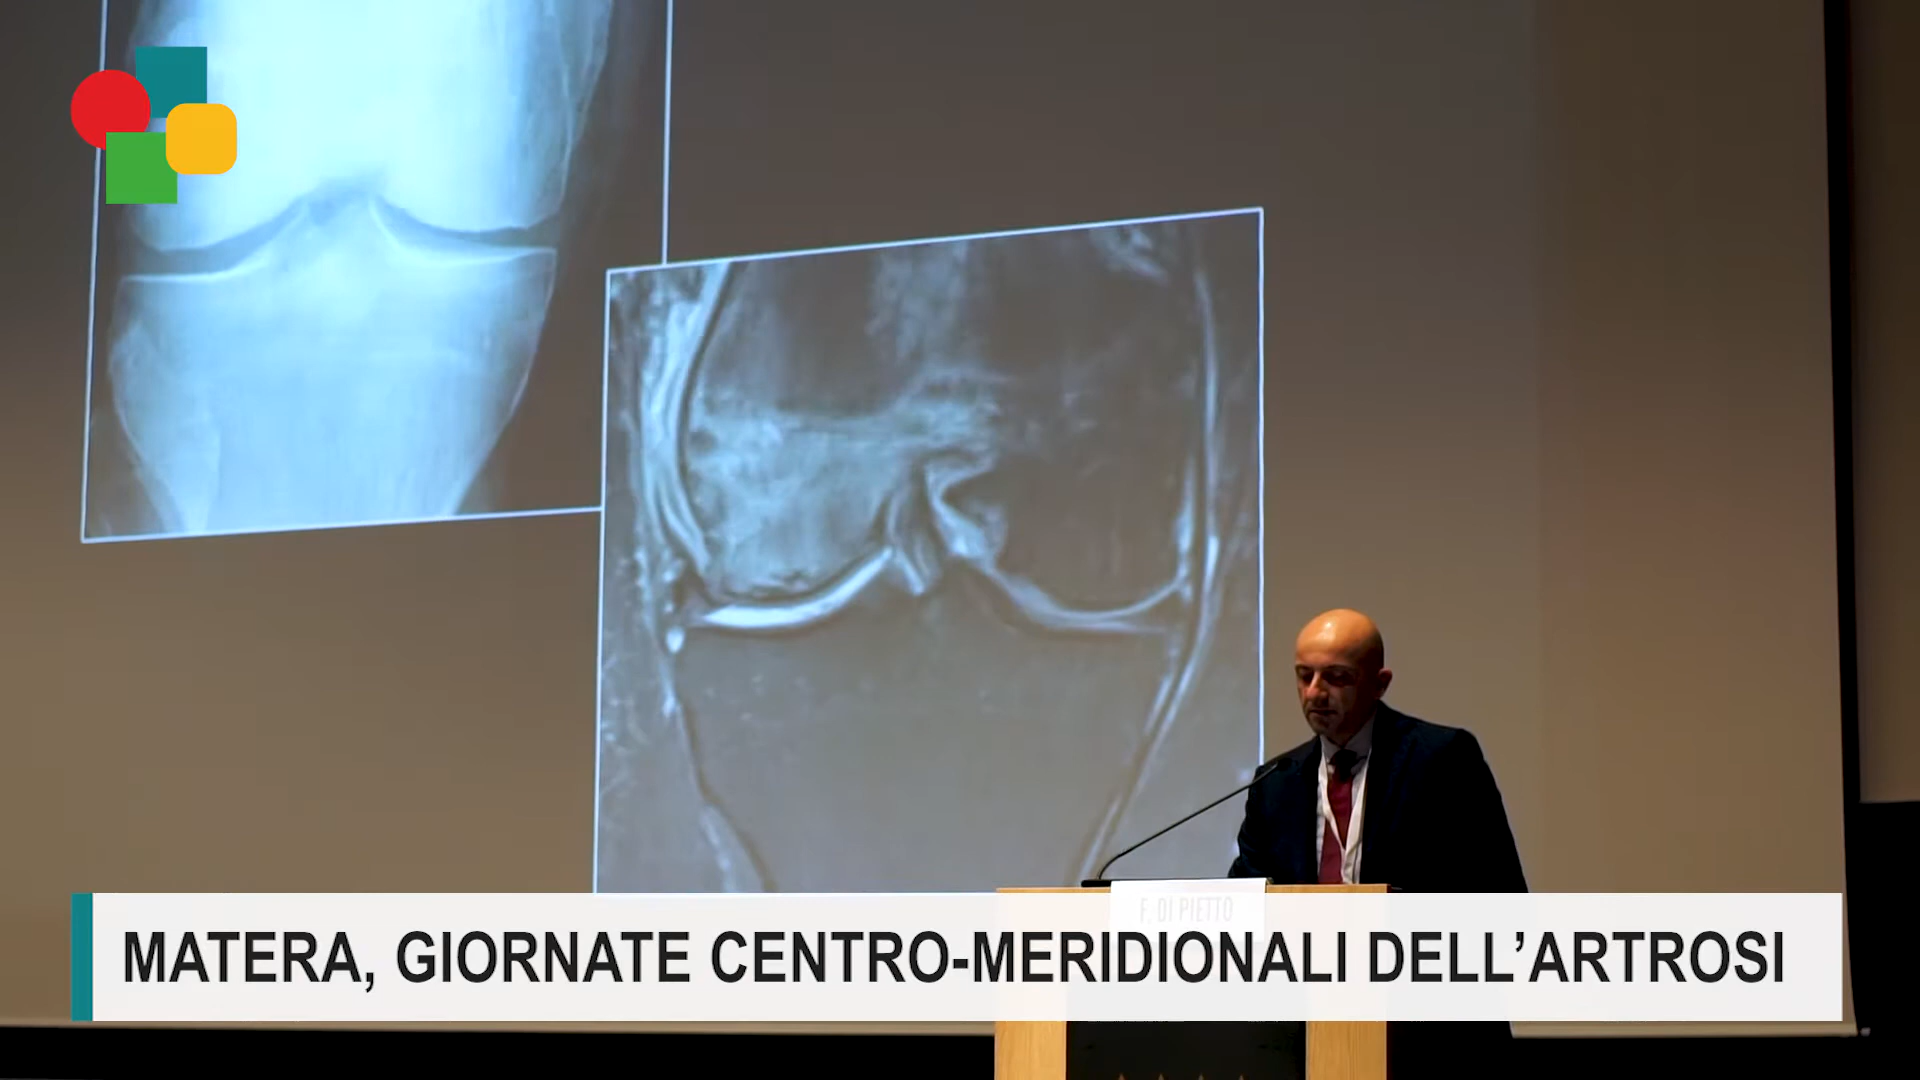 F. DI PIETTO
MATERA, GIORNATE CENTRO-MERIDIONALI DELL’ARTROSI